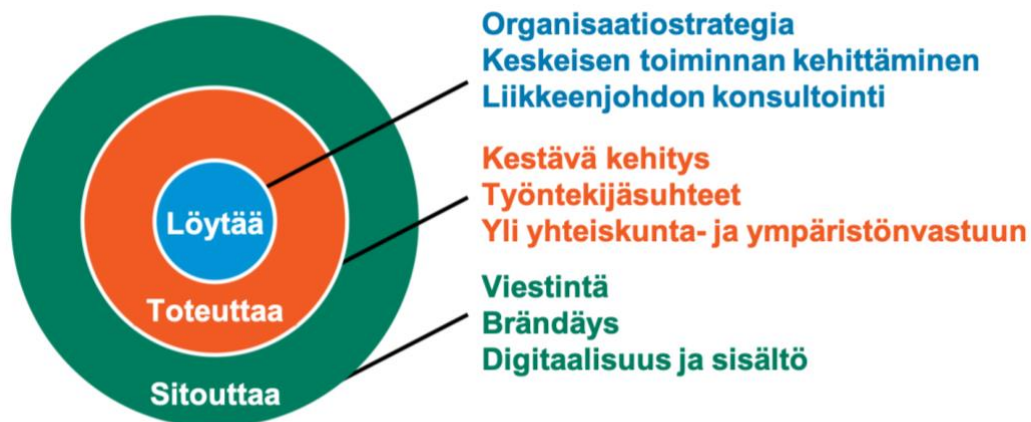 Organisaatiostrategia
Keskeisen toiminnan kehittäminen
Liikkeenjohdon konsultointi
Kestävä kehitys
Työntekijäsuhteet
Yli yhteiskunta- ja ympäristönvastuun
Viestintä
Brändäys
Digitaalisuus ja sisältö
Löytää
Toteuttaa
Sitouttaa